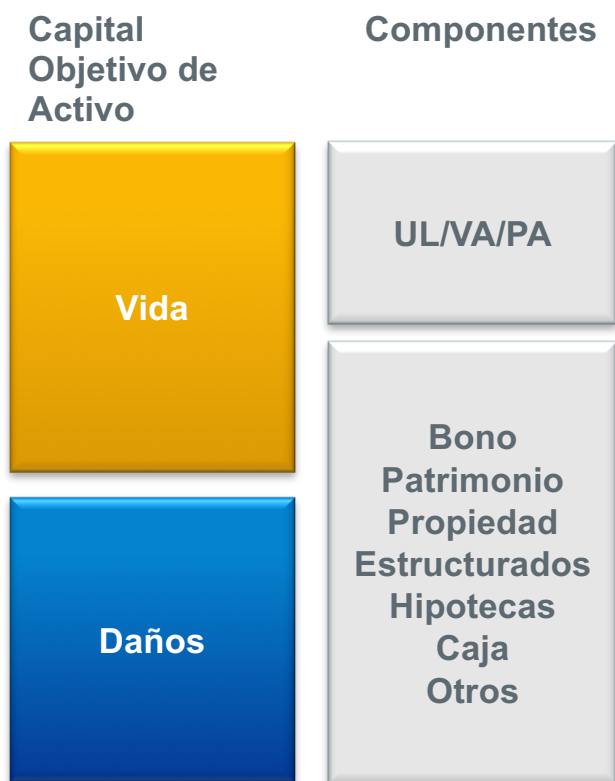 Capital
Objetivo de
Activo
Componentes
Vida
Daños
UL/VA/PA
Bono
Patrimonio
Propiedad
Estructurados
Hipotecas
Caja
Otros